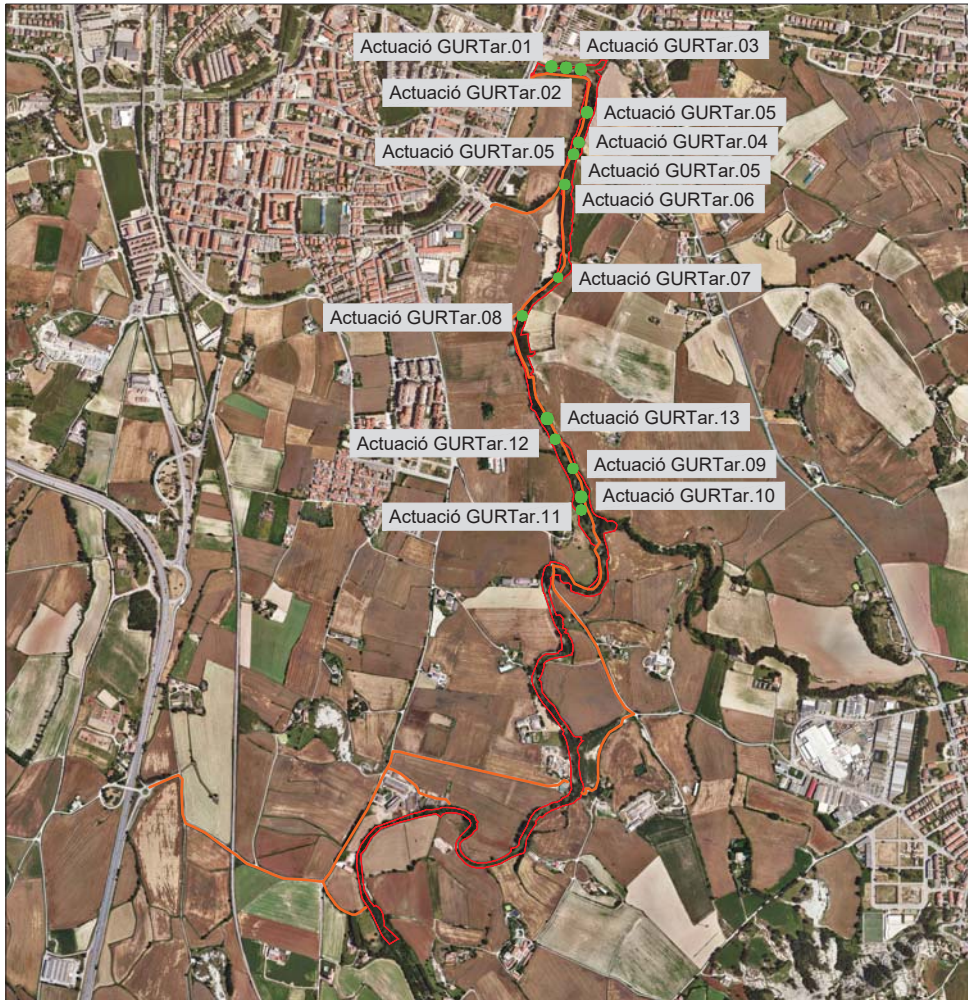 Actuació GURTar.01
Actuació GURTar.03
Actuació GURTar.02
Actuació GURTar.05
Actuació GURTar.04
Actuació GURTar.05
Actuació GURTar.05
Actuació GURTar.06
Actuació GURTar.07
Actuació GURTar.08
Actuació GURTar.13
Actuació GURTar.12
Actuació GURTar.09
Actuació GURTar.10
Actuació GURTar.11